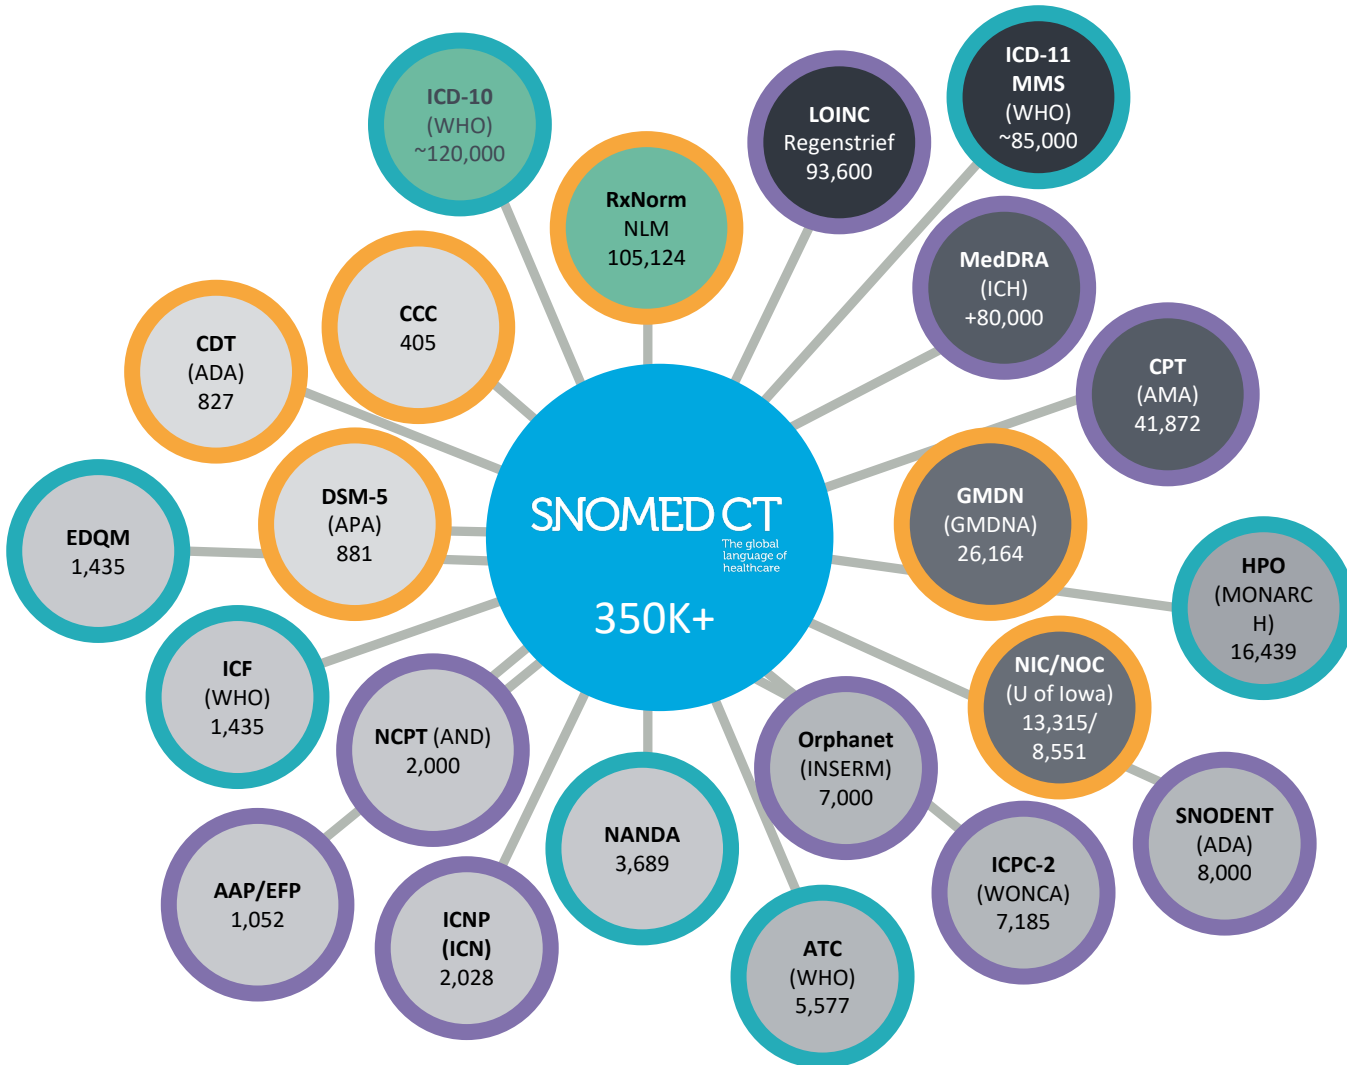 ICD-10
(WHO)
~120,000
RxNorm
NLM
105,124
LOINC
Regenstrief
93,600
ICD-11
MMS
(WHO)
~85,000
MedDRA
(ICH)
+80,000
CPT
(AMA)
41,872
GMDN
(GMDNA)
26,164
HPO
(MONARC
H)
16,439
NIC/NOC
(U of Iowa)
13,315/
8,551
SNODENT
(ADA)
8,000
ICPC-2
(WONCA)
7,185
Orphanet
(INSERM)
7,000
ATC
(WHO)
5,577
NANDA
3,689
ICNP
(ICN)
2,028
NCPT (AND)
2,000
AAP/EFP
1,052
ICF
(WHO)
1,435
EDQM
1,435
DSM-5
(APA)
881
CDT
(ADA)
827
CCC
405
SNOMED CT
The global
language of
healthcare
350K+